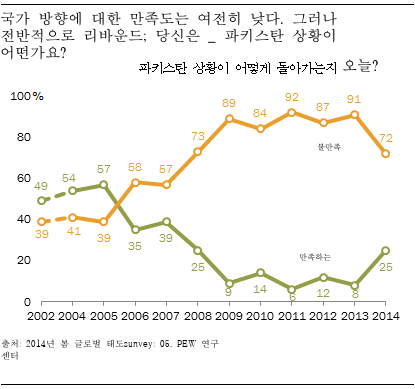 국가 방향에 대한 만족도는 여전히 낮다. 그러나
전반적으로 리바운드; 당신은 _ 파키스탄 상황이
어떤가요?
파키스탄 상황이 어떻게 돌아가는지 오늘?
100%
80
60
40
20
0
49 54 57 35 39 25 9 14 6 12 8 25
39 41 39 58 57 73 89 84 92 87 91 72
불만족
만족하는
2002 2004 2005 2006 2007 2008 2009 2010 2011 2012 2013 2014
출처: 2014년 봄 글로벌 태도sunvey: 05. PEW 연구
센터